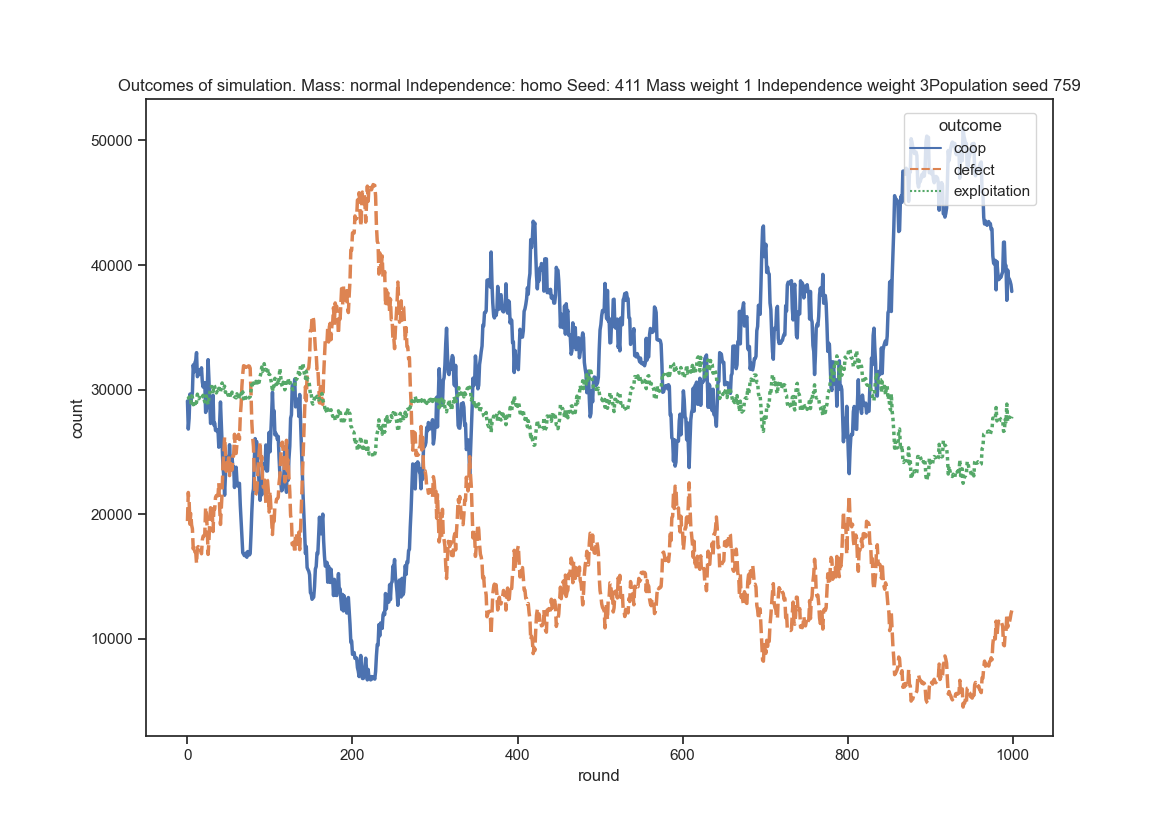 Outcomes of simulation. Mass: normal Independence: homo Seed: 411 Mass weight 1 Independence weight 3Population seed 759
outcome
coop
defect
exploitation
count
50000
40000
30000
20000
10000
0 200 400 600 800 1000
round